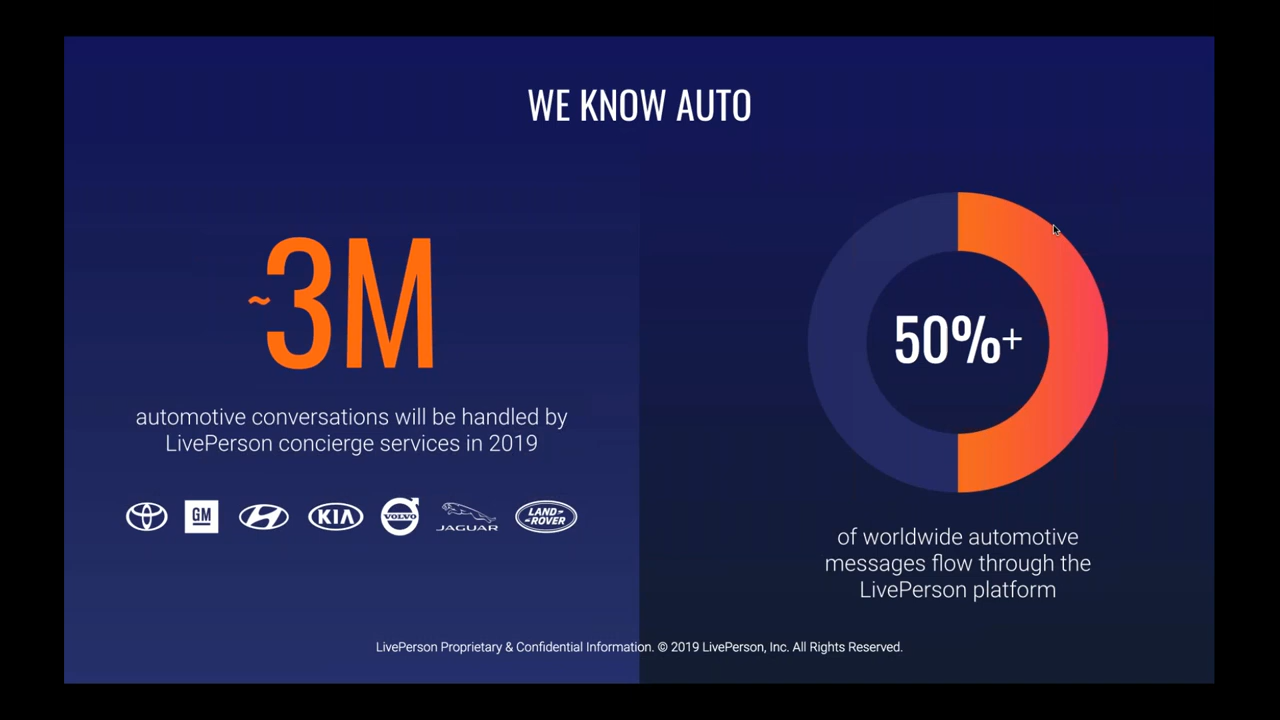 WE KNOW AUTO
~3M
automotive conversations will be handled by
LivePerson concierge services in 2019
GM
KIA
VOLVO
JAGUAR
LAND-
-ROVER
50%+
of worldwide automotive
messages flow through the
LivePerson platform
LivePerson Proprietary & Confidential Information. © 2019 LivePerson, Inc. All Rights Reserved.